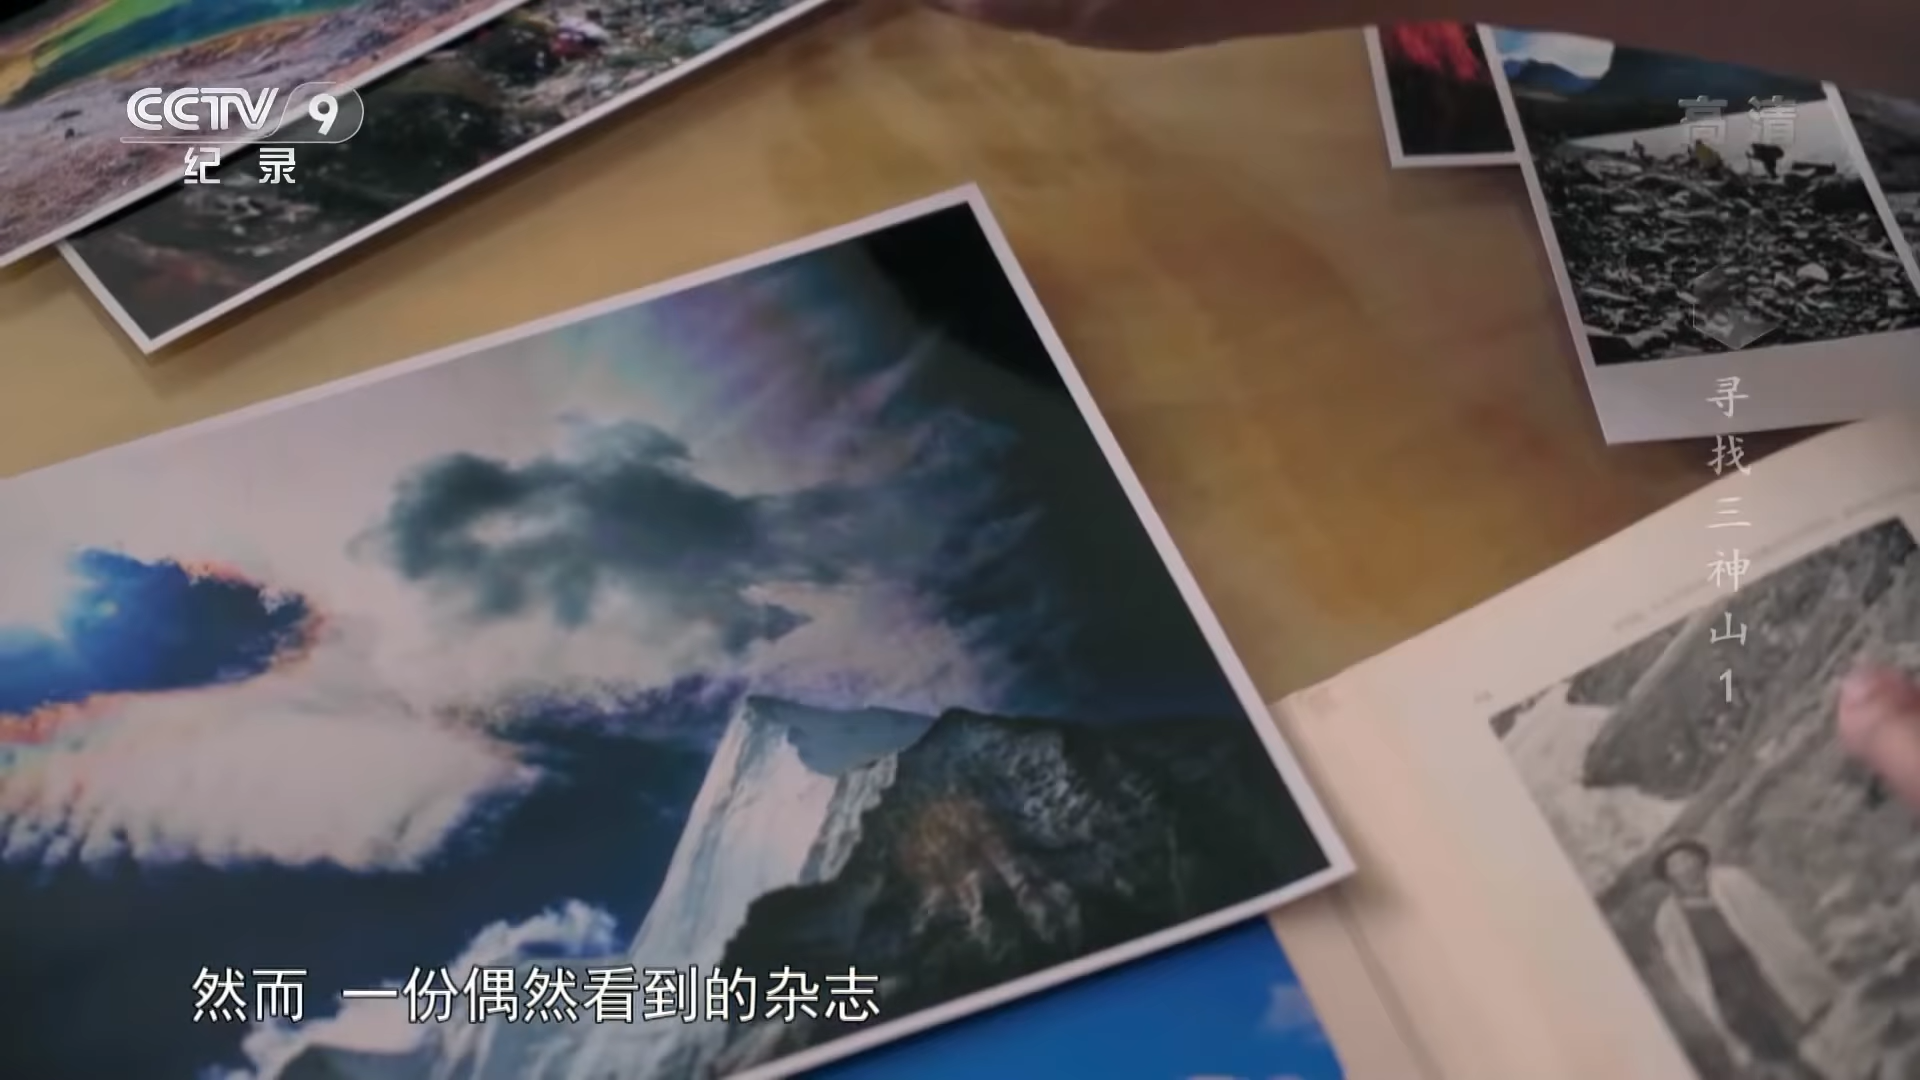 CCTV 9
纪录
高清
寻找三神山1
然而 一份偶然看到的杂志